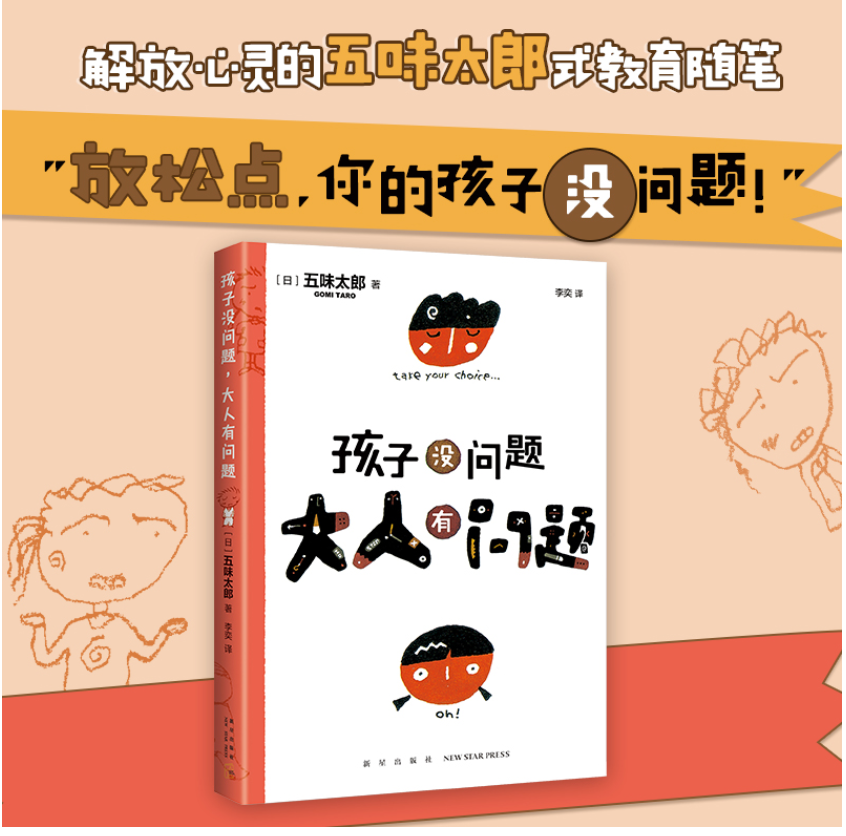 解放心灵的五味太郎式教育随笔
"放松点，你的孩子没问题！"
孩子没问题，大人有问题
［日］五味太郎 著 李奕 译
［日］五味太郎 著
GOMI TARO
李奕 译
take your choice...
孩子没问题
大人有问题
oh!
新星出版社 NEW STAR PRESS